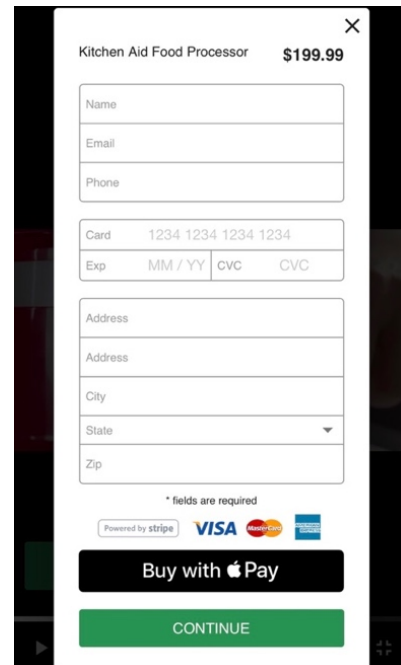 Kitchen Aid Food Processor $199.99
Name
Email
Phone
Card 1234 1234 1234 1234
Exp MM / YY CVC CVC
Address
Address
City
State
Zip
* fields are required
Powered by stripe VISA MasterCard
Buy with Pay
CONTINUE